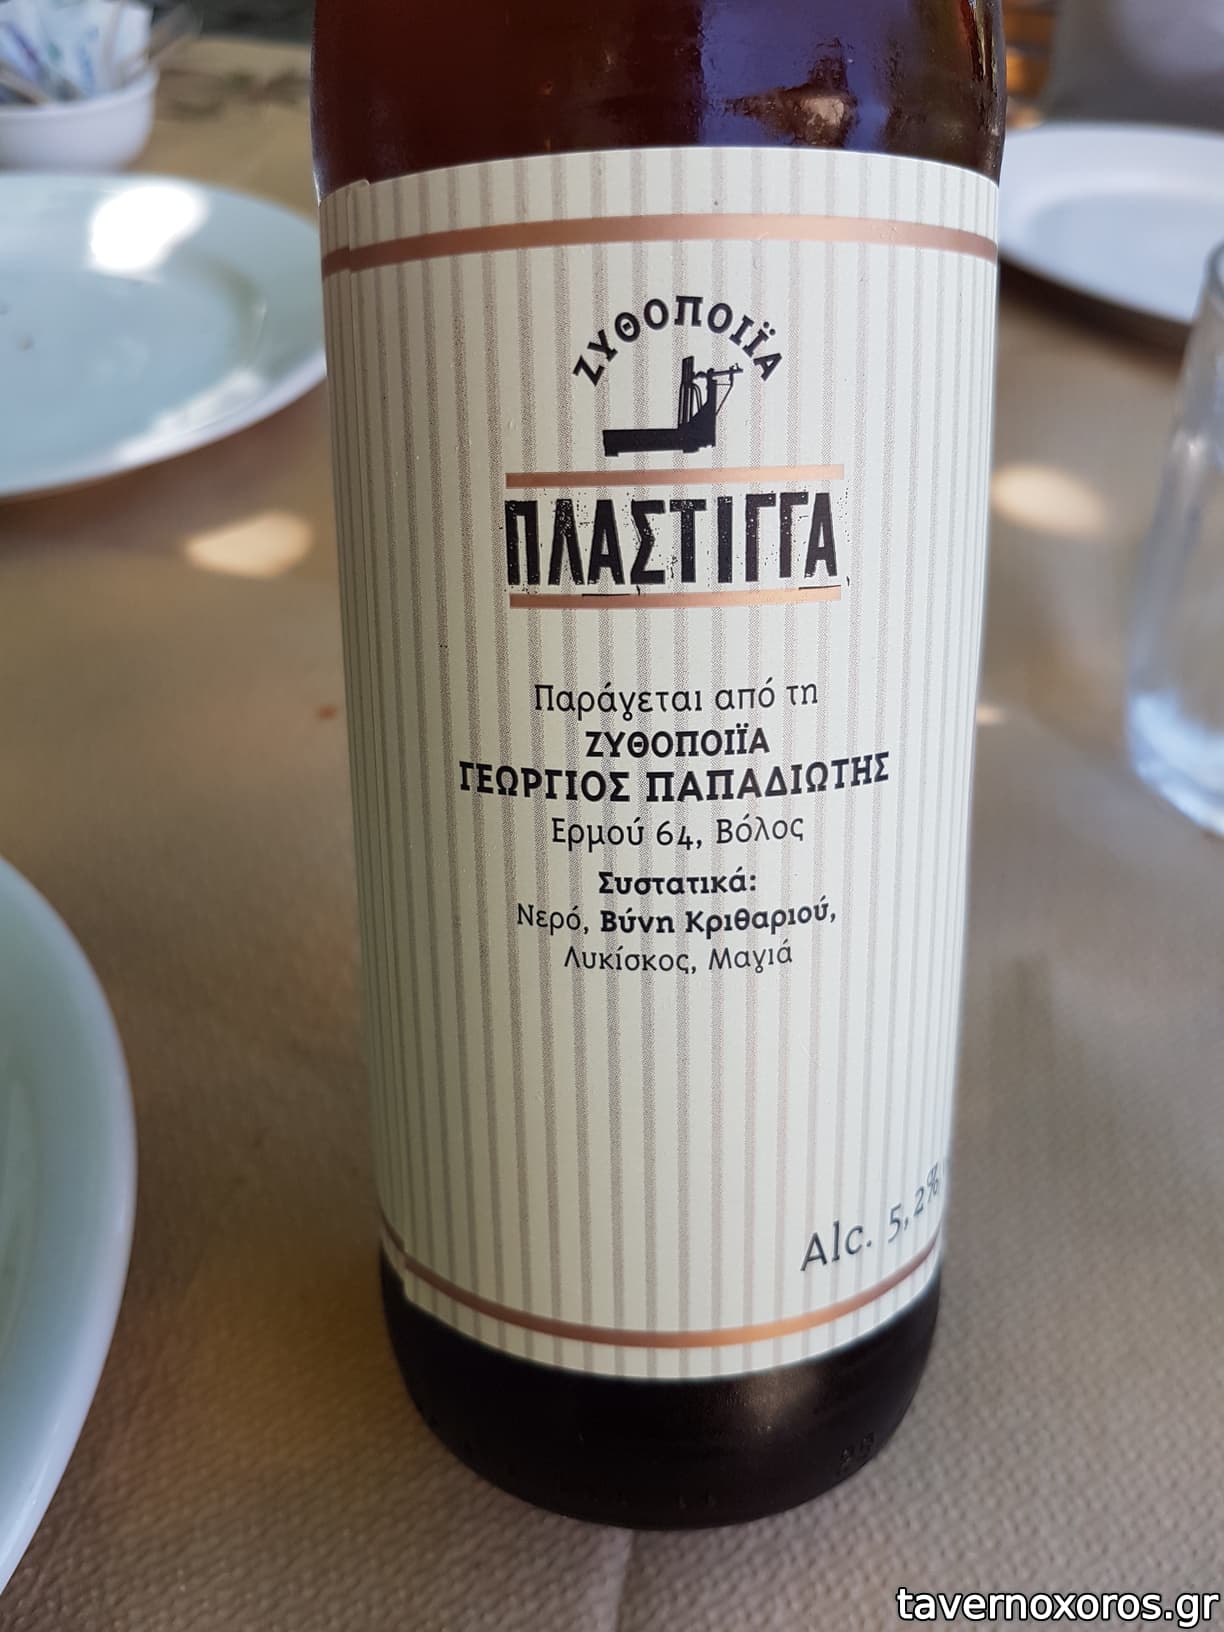 ΖΥΘΟΠΟΙΪΑ
ΠΛΑΣΤΙΓΓΑ
Παράγεται από τη
ΖΥΘΟΠΟΙΪΑ
ΓΕΩΡΓΙΟΣ ΠΑΠΑΔΙΩΤΗΣ
Ερμού 64, Βόλος
Συστατικά:
Νερό, Βύνη Κριθαριού,
Λυκίσκος, Μαγιά
Alc. 5,2%
tavernoxoros.gr